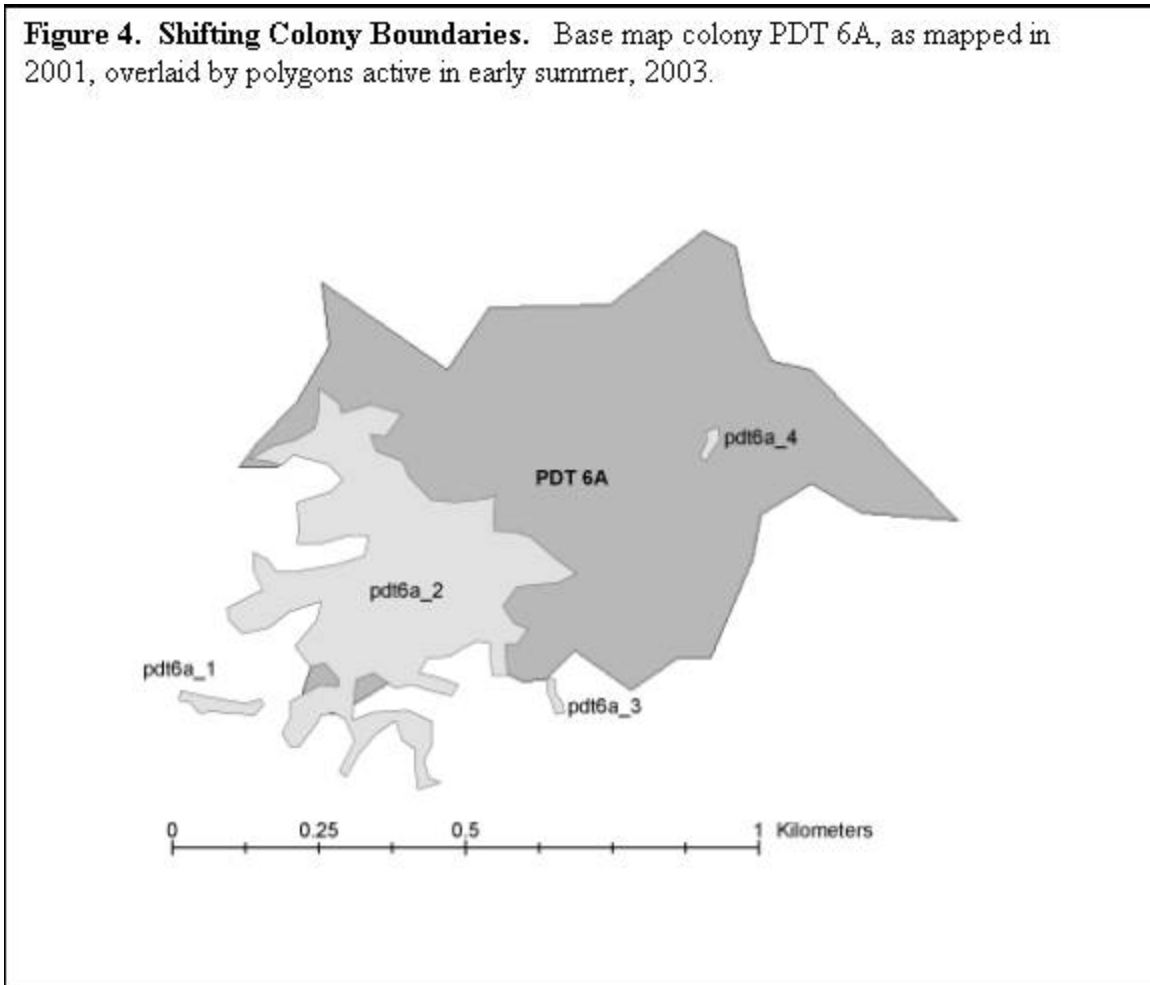 Figure 4. Shifting Colony Boundaries. Base map colony PDT 6A, as mapped in
2001, overlaid by polygons active in early summer, 2003.
pdt6a_4
PDT 6A
pdt6a_2
pdt6a_1
pdt6a_3
0 0.25 0.5 1 Kilometers